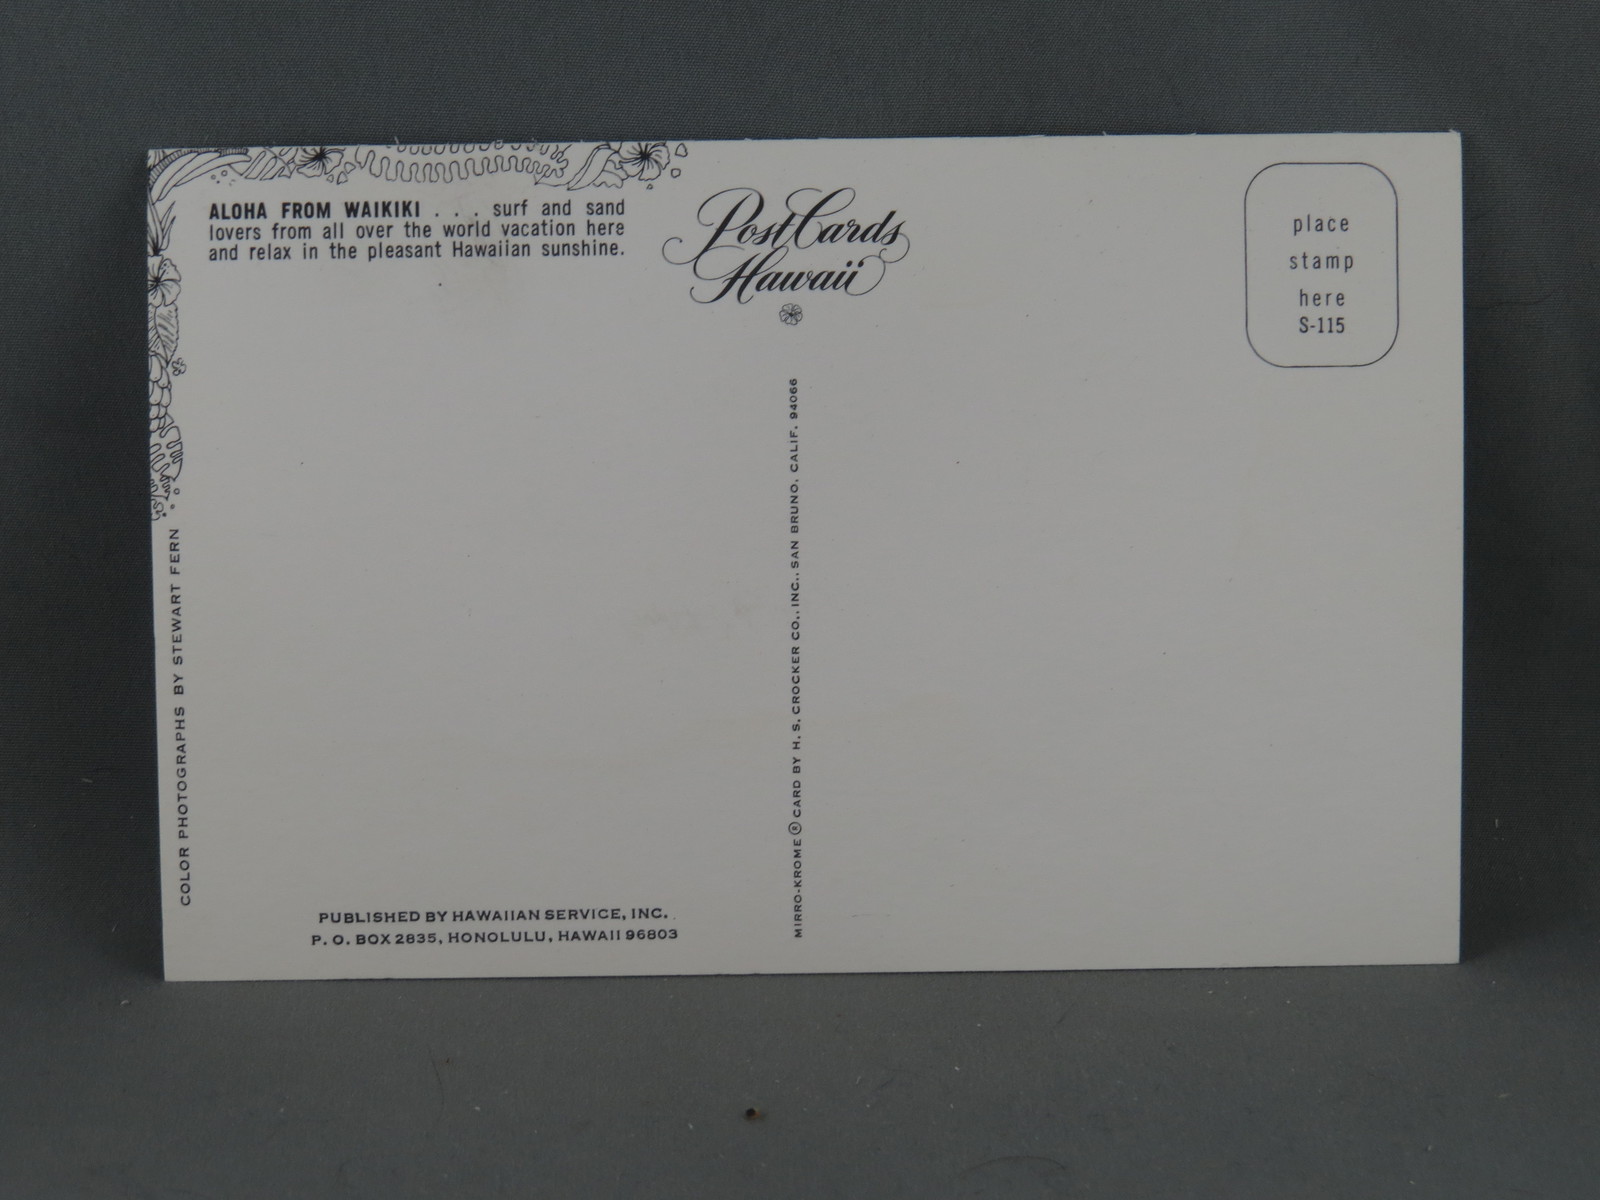 ALOHA FROM WAIKIKI . . . surf and sand
lovers from all over the world vacation here
and relax in the pleasant Hawaiian sunshine.
PostCards
Hawaii
place
stamp
here
S-115
COLOR PHOTOGRAPHS BY STEWART FERN
MIRRO-KROME® CARD BY H. S. CROCKER CO., INC., SAN BRUNO, CALIF. 94066
PUBLISHED BY HAWAIIAN SERVICE, INC.
P. O. BOX 2835, HONOLULU, HAWAII 96803